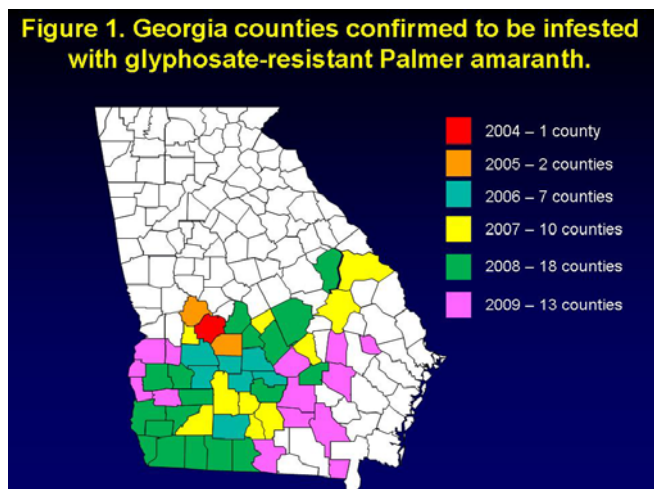 Figure 1. Georgia counties confirmed to be infested
with glyphosate-resistant Palmer amaranth.
2004 – 1 county
2005 – 2 counties
2006 – 7 counties
2007 – 10 counties
2008 – 18 counties
2009 – 13 counties